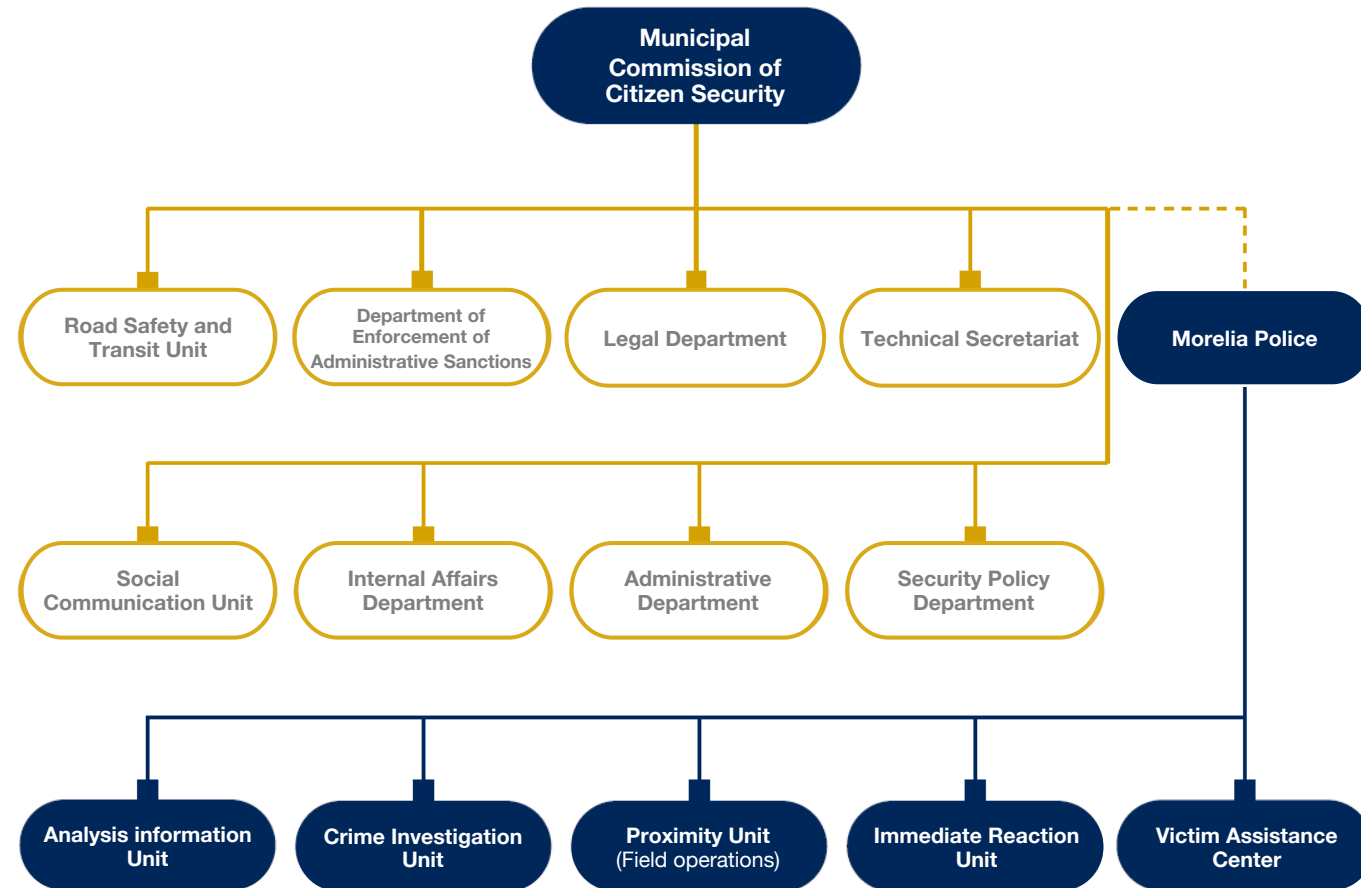 Municipal
Commission of
Citizen Security
Road Safety and
Transit Unit
Department of
Enforcement of
Administrative Sanctions
Legal Department
Technical Secretariat
Morelia Police
Social
Communication Unit
Internal Affairs
Department
Administrative
Department
Security Policy
Department
Analysis information
Unit
Crime Investigation
Unit
Proximity Unit
(Field operations)
Immediate Reaction
Unit
Victim Assistance
Center